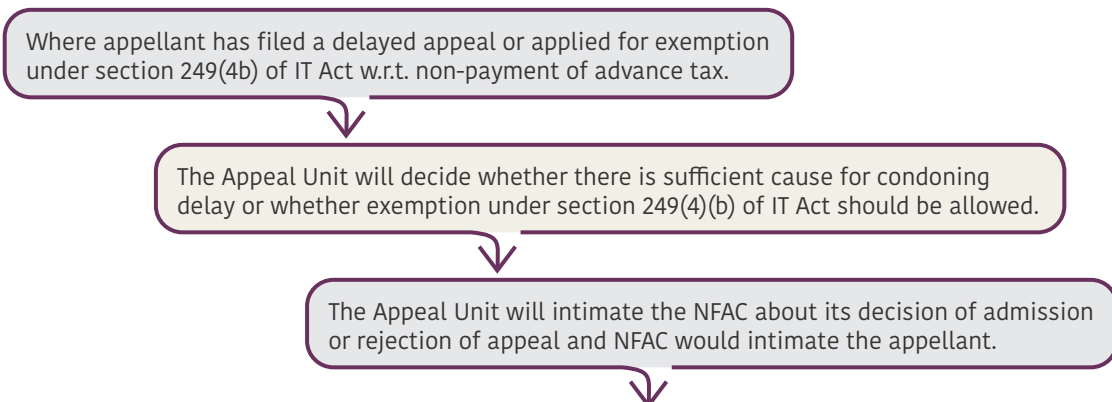 Where appellant has filed a delayed appeal or applied for exemption
under section 249(4b) of IT Act w.r.t. non-payment of advance tax.
The Appeal Unit will decide whether there is sufficient cause for condoning
delay or whether exemption under section 249(4)(b) of IT Act should be allowed.
The Appeal Unit will intimate the NFAC about its decision of admission
or rejection of appeal and NFAC would intimate the appellant.